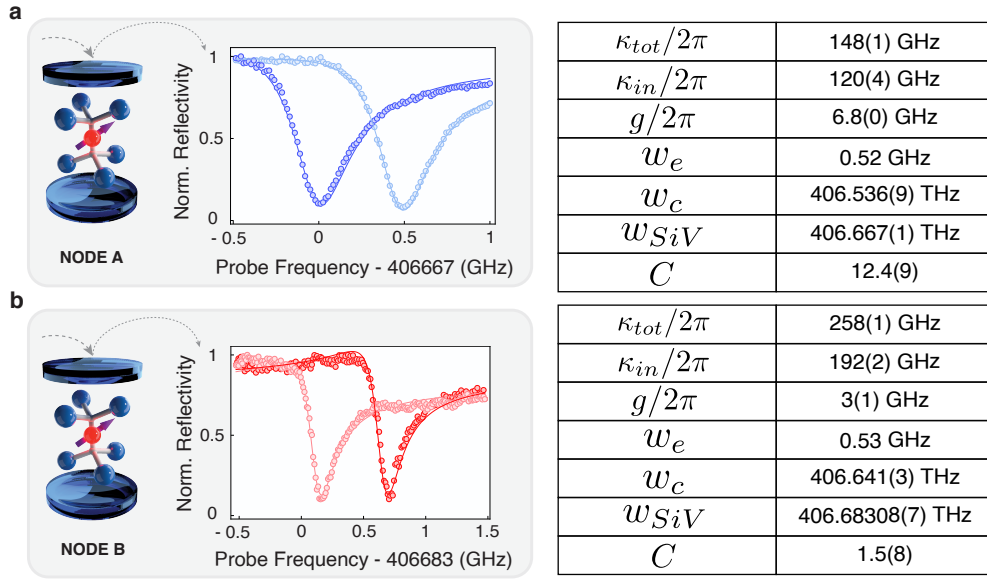 a
Norm. Reflectivity
1
0.5
0
- 0.5
0
0.5
1
Probe Frequency - 406667 (GHz)
NODE A
κ_tot/2π 148(1) GHz
κ_in/2π 120(4) GHz
g/2π 6.8(0) GHz
w_e 0.52 GHz
w_c 406.536(9) THz
w_SiV 406.667(1) THz
C 12.4(9)
b
Norm. Reflectivity
1
0.5
0
- 0.5
0
0.5
1
1.5
Probe Frequency - 406683 (GHz)
NODE B
κ_tot/2π 258(1) GHz
κ_in/2π 192(2) GHz
g/2π 3(1) GHz
w_e 0.53 GHz
w_c 406.641(3) THz
w_SiV 406.68308(7) THz
C 1.5(8)